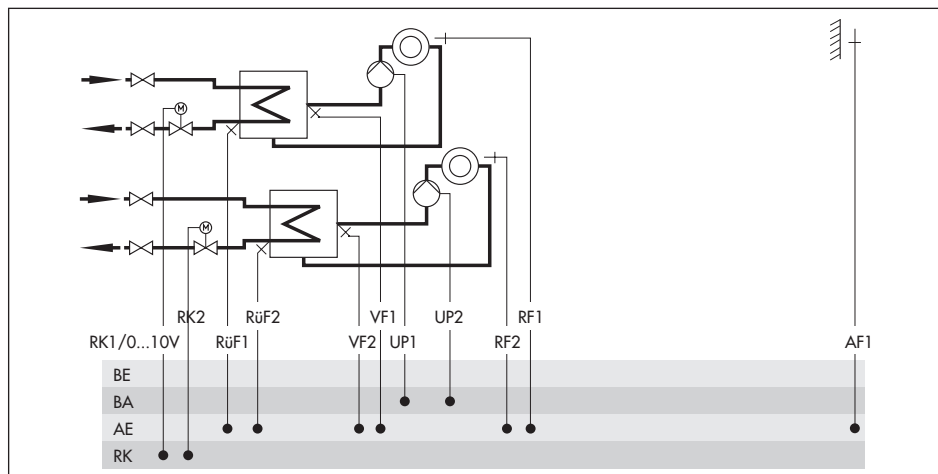 M
M
RK2 RüF2 VF1 UP2 RF1
RK1/0...10V RüF1 VF2 UP1 RF2 AF1
BE
BA
AE
RK